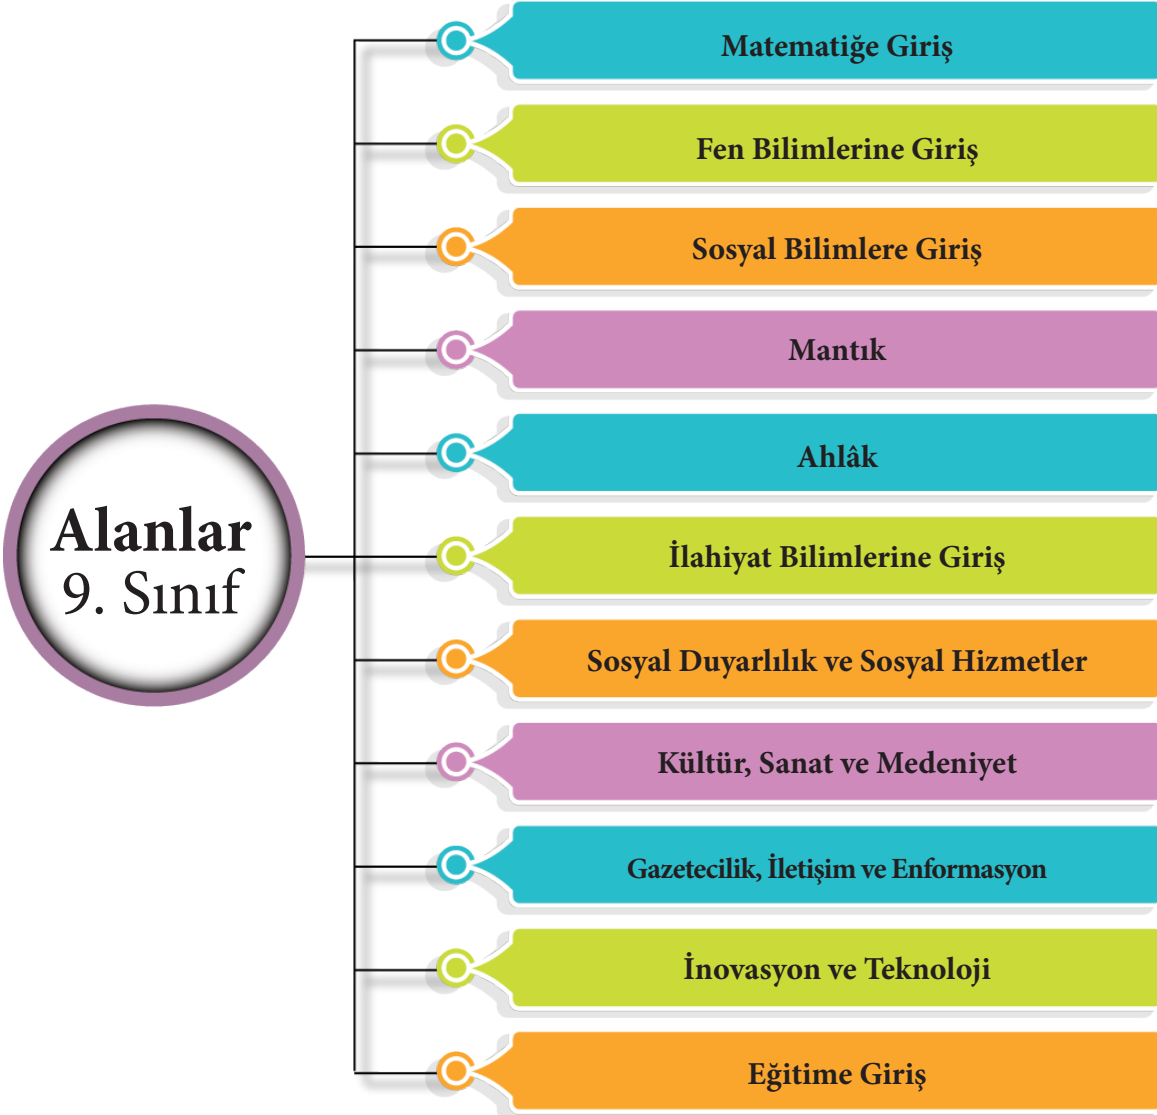 Matematiğe Giriş
Fen Bilimlerine Giriş
Sosyal Bilimlere Giriş
Mantık
Ahlâk
Alanlar
9. Sınıf
İlahiyat Bilimlerine Giriş
Sosyal Duyarlılık ve Sosyal Hizmetler
Kültür, Sanat ve Medeniyet
Gazetecilik, İletişim ve Enformasyon
İnovasyon ve Teknoloji
Eğitime Giriş